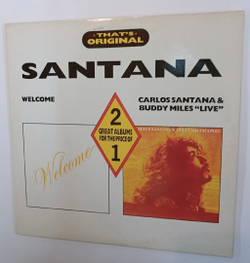 THAT'S
ORIGINAL
SANTANA
WELCOME
CARLOS SANTANA &
BUDDY MILES "LIVE"
2
GREAT ALBUMS
FOR THE PRICE OF
1
Welcome